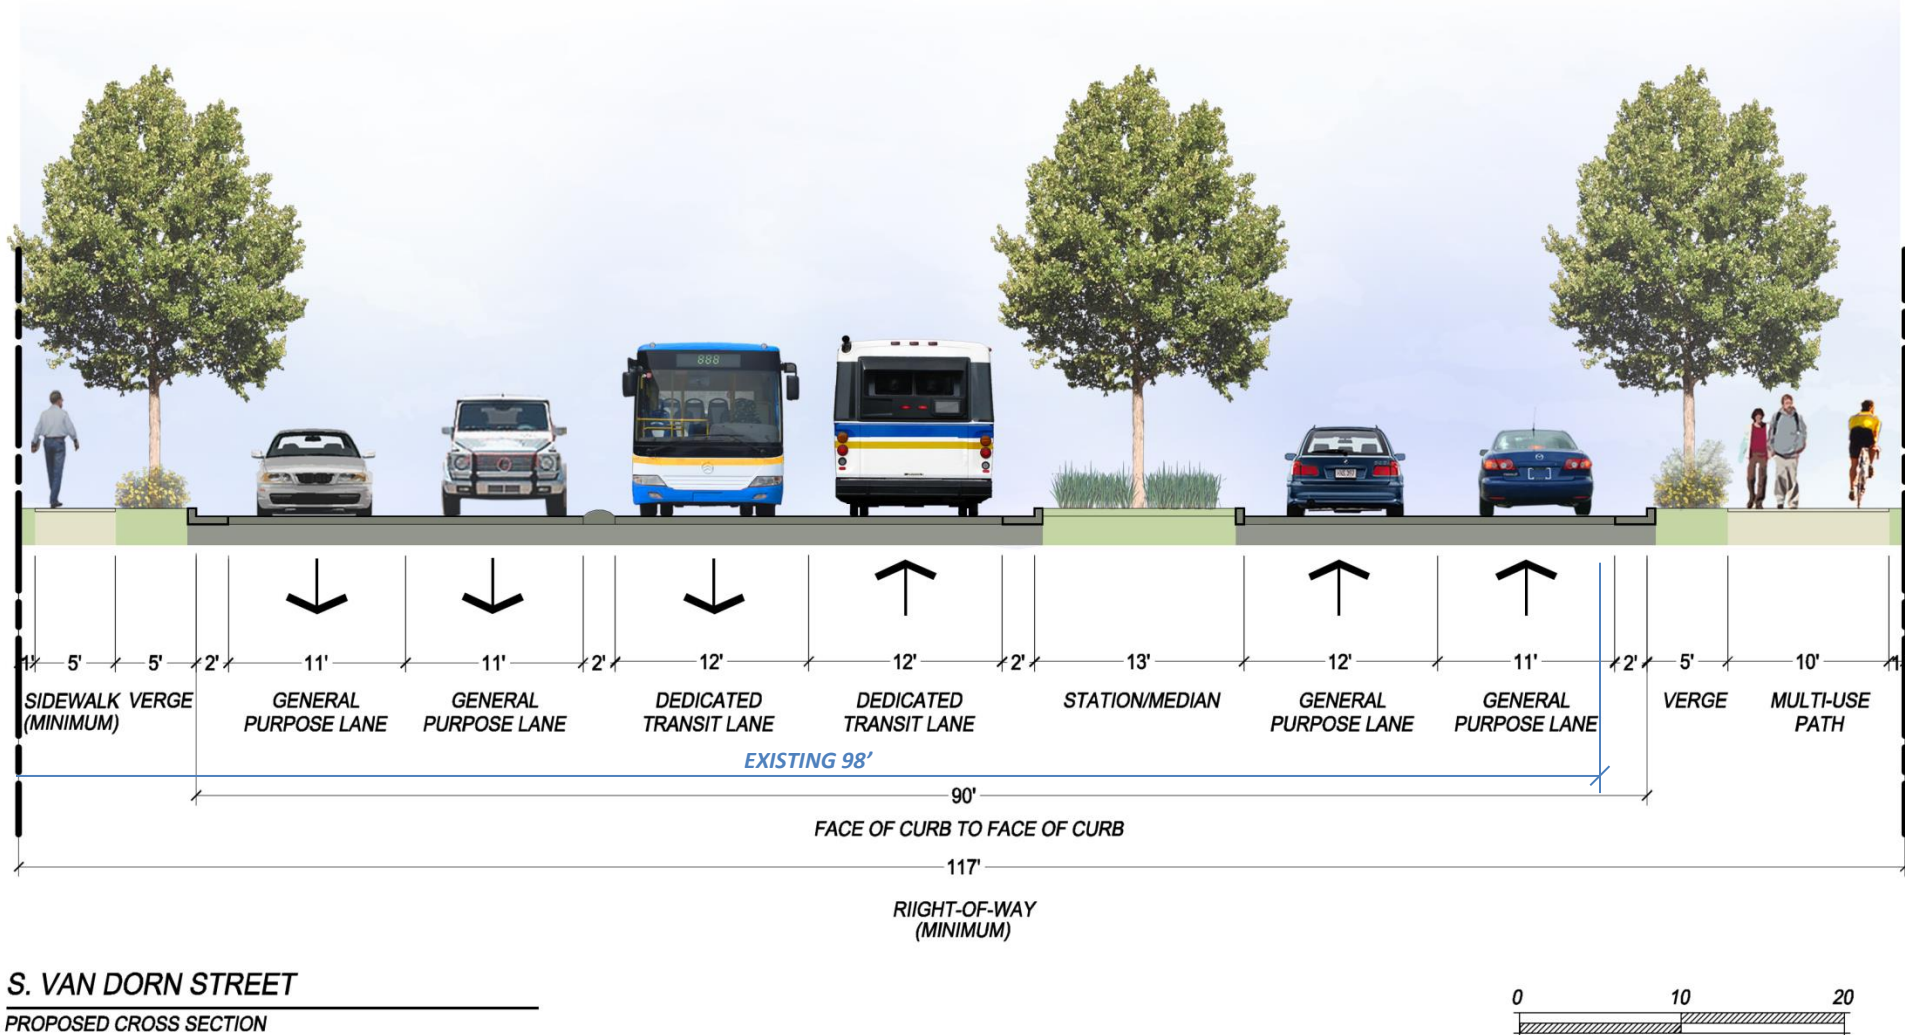 888
1' 5' 5' 2' 11' 11' 2' 12' 12' 2' 13' 12' 11' 2' 5' 10' 1'
SIDEWALK
(MINIMUM)
VERGE
GENERAL
PURPOSE LANE
GENERAL
PURPOSE LANE
DEDICATED
TRANSIT LANE
DEDICATED
TRANSIT LANE
STATION/MEDIAN
GENERAL
PURPOSE LANE
GENERAL
PURPOSE LANE
VERGE
MULTI-USE
PATH
EXISTING 98’
90'
FACE OF CURB TO FACE OF CURB
117'
RIIGHT-OF-WAY
(MINIMUM)
S. VAN DORN STREET
PROPOSED CROSS SECTION
0 10 20